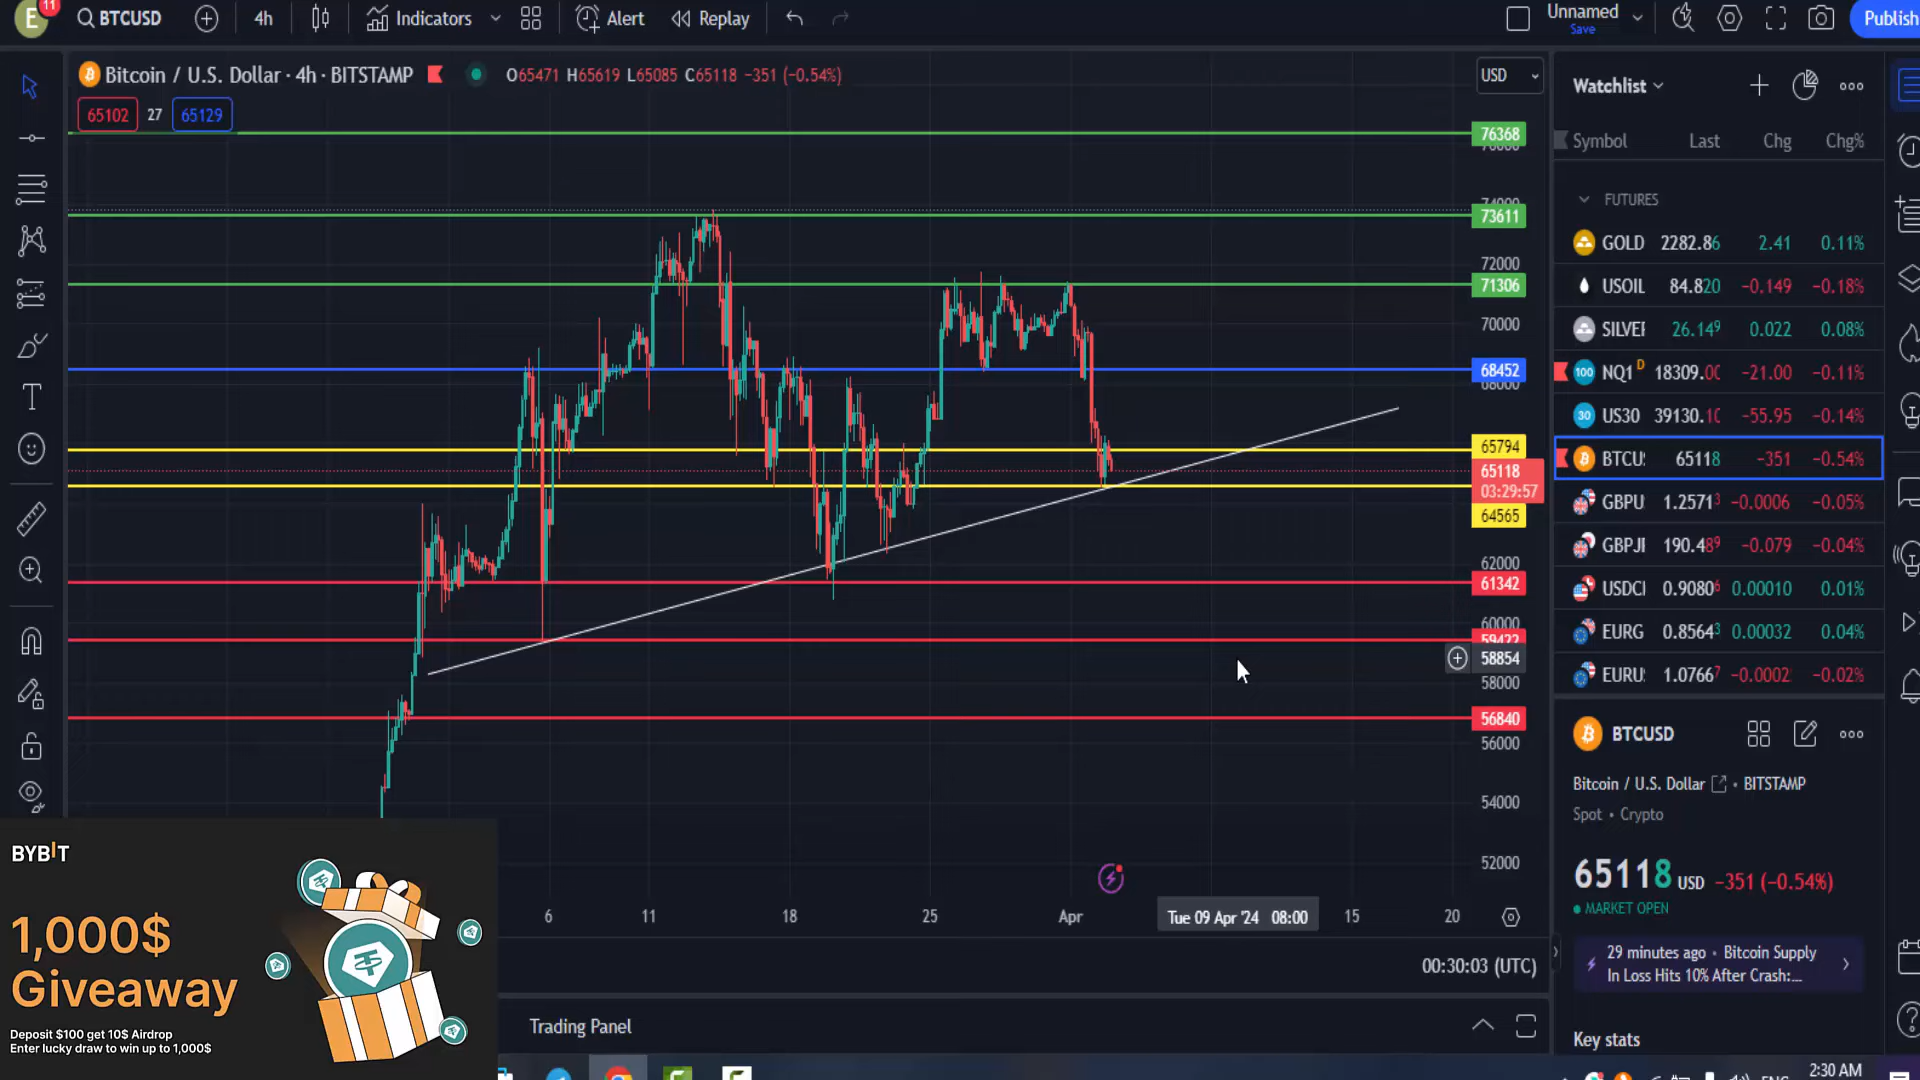 E 11 BTCUSD 4h Indicators Alert Replay Unnamed Save Publish
Bitcoin / U.S. Dollar · 4h · BITSTAMP O65471 H65619 L65085 C65118 −351 (−0.54%) USD
65102 27 65129
76368
73611
72000
71306
70000
68452
68000
65794
65118
03:29:57
64565
62000
61342
60000
59422
58854
58000
56840
56000
54000
52000
6 11 18 25 Apr Tue 09 Apr '24 08:00 15 20
00:30:03 (UTC)
Trading Panel
Watchlist
Symbol Last Chg Chg%
FUTURES
GOLD 2282.86 2.41 0.11%
USOIL 84.820 −0.149 −0.18%
SILVER 26.149 0.022 0.08%
100 NQ1 D 18309.00 −21.00 −0.11%
30 US30 39130.10 −55.95 −0.14%
BTCU 65118 −351 −0.54%
GBPU 1.25713 −0.0006 −0.05%
GBPJ 190.489 −0.079 −0.04%
USDC 0.90806 0.00010 0.01%
EURG 0.85643 0.00032 0.04%
EURU 1.07667 −0.0002 −0.02%
BTCUSD
Bitcoin / U.S. Dollar • BITSTAMP
Spot • Crypto
65118 USD −351 (−0.54%)
MARKET OPEN
29 minutes ago • Bitcoin Supply
In Loss Hits 10% After Crash:...
Key stats
BYBIT
1,000$
Giveaway
Deposit $100 get 10$ Airdrop
Enter lucky draw to win up to 1,000$
2:30 AM